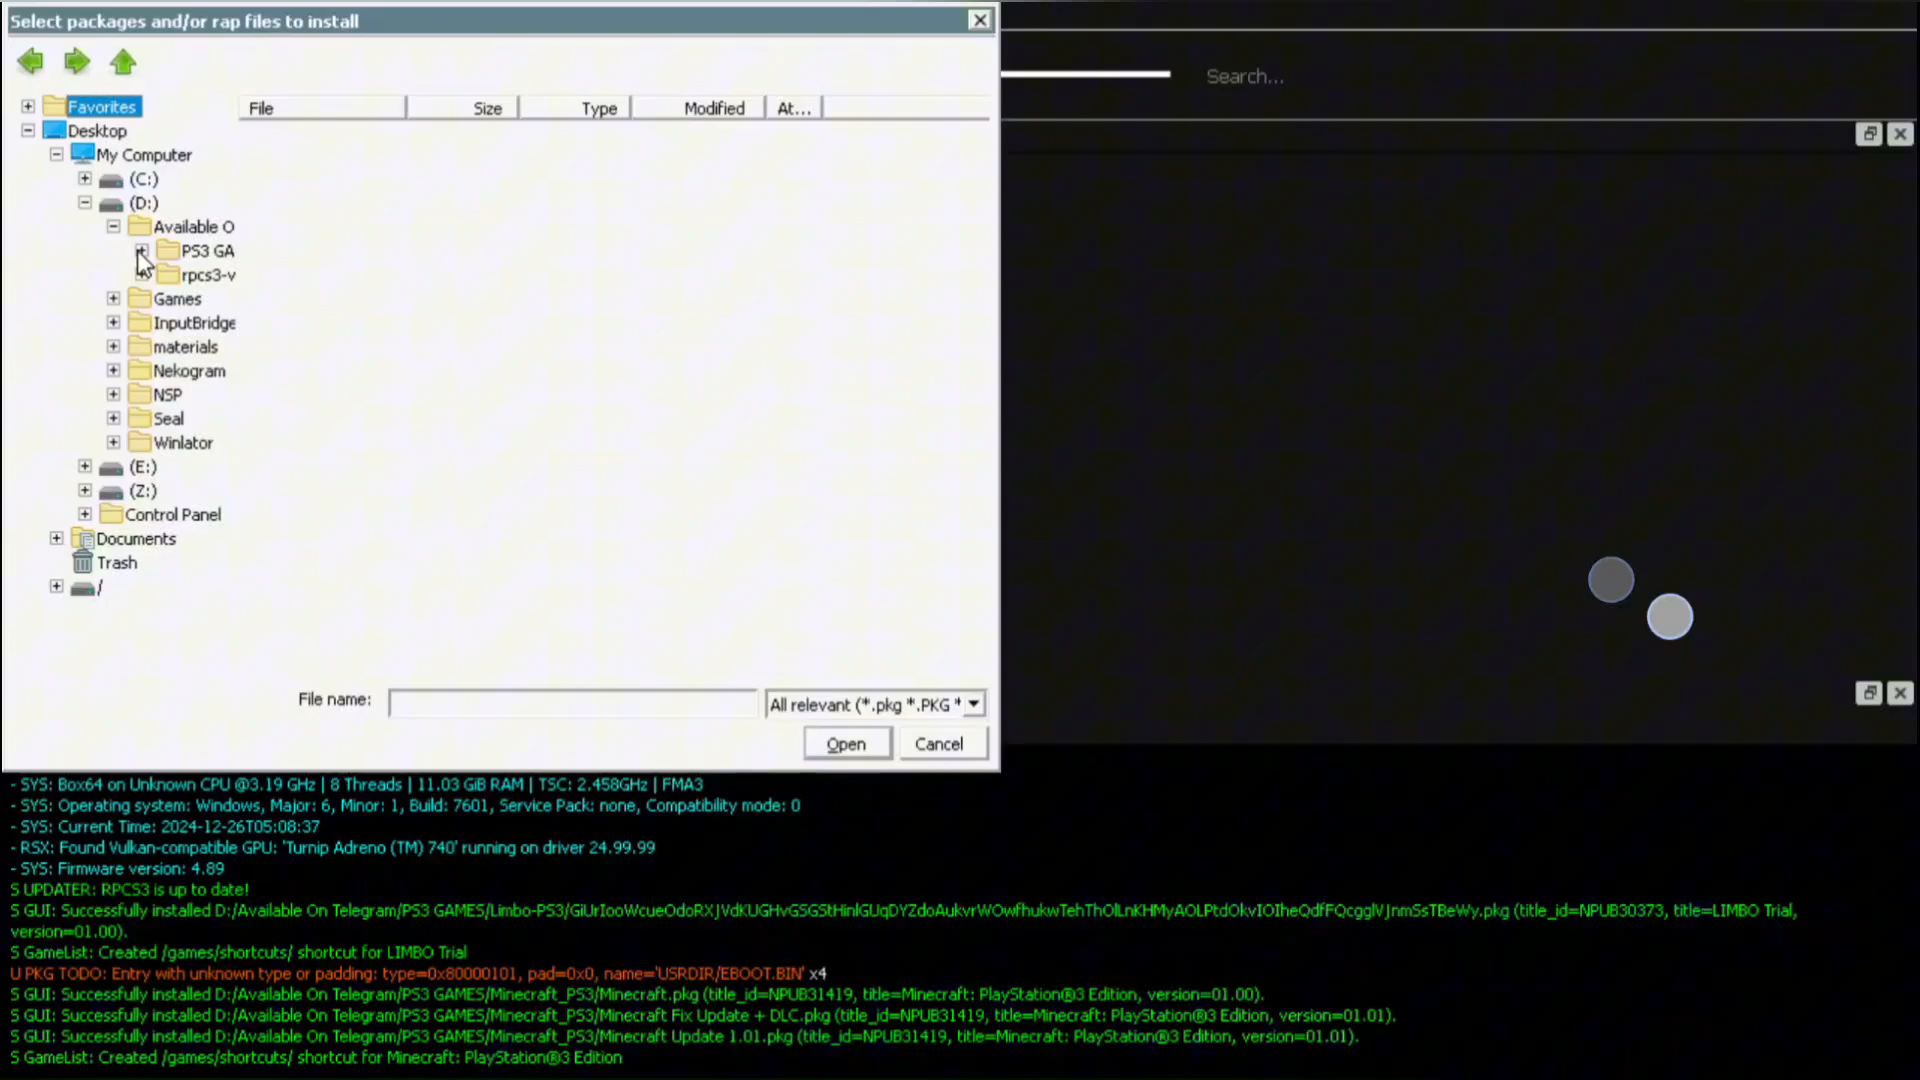 Select packages and/or rap files to install
Search...
Favorites
File Size Type Modified At...
Desktop
My Computer
(C:)
(D:)
Available O
PS3 GA
rpcs3-v
Games
InputBridge
materials
Nekogram
NSP
Seal
Winlator
(E:)
(Z:)
Control Panel
Documents
Trash
/
File name:
All relevant (*.pkg *.PKG *
Open Cancel
- SYS: Box64 on Unknown CPU @3.19 GHz | 8 Threads | 11.03 GiB RAM | TSC: 2.458GHz | FMA3
- SYS: Operating system: Windows, Major: 6, Minor: 1, Build: 7601, Service Pack: none, Compatibility mode: 0
- SYS: Current Time: 2024-12-26T05:08:37
- RSX: Found Vulkan-compatible GPU: 'Turnip Adreno (TM) 740' running on driver 24.99.99
- SYS: Firmware version: 4.89
S UPDATER: RPCS3 is up to date!
S GUI: Successfully installed (title_id=NPUB30373, title=LIMBO Trial,
version=01.00).
S GameList: Created /games/shortcuts/ shortcut for LIMBO Trial
U PKG TODO: Entry with unknown type or padding: type=0x80000101, pad=0x0, name='USRDIR/EBOOT.BIN' x4
S GUI: Successfully installed D:/Available On Telegram/PS3 GAMES/Minecraft_PS3/Minecraft.pkg (title_id=NPUB31419, title=Minecraft: PlayStation®3 Edition, version=01.00).
S GUI: Successfully installed D:/Available On Telegram/PS3 GAMES/Minecraft_PS3/Minecraft Fix Update + DLC.pkg (title_id=NPUB31419, title=Minecraft: PlayStation®3 Edition, version=01.01).
S GUI: Successfully installed D:/Available On Telegram/PS3 GAMES/Minecraft_PS3/Minecraft Update 1.01.pkg (title_id=NPUB31419, title=Minecraft: PlayStation®3 Edition, version=01.01).
S GameList: Created /games/shortcuts/ shortcut for Minecraft: PlayStation®3 Edition